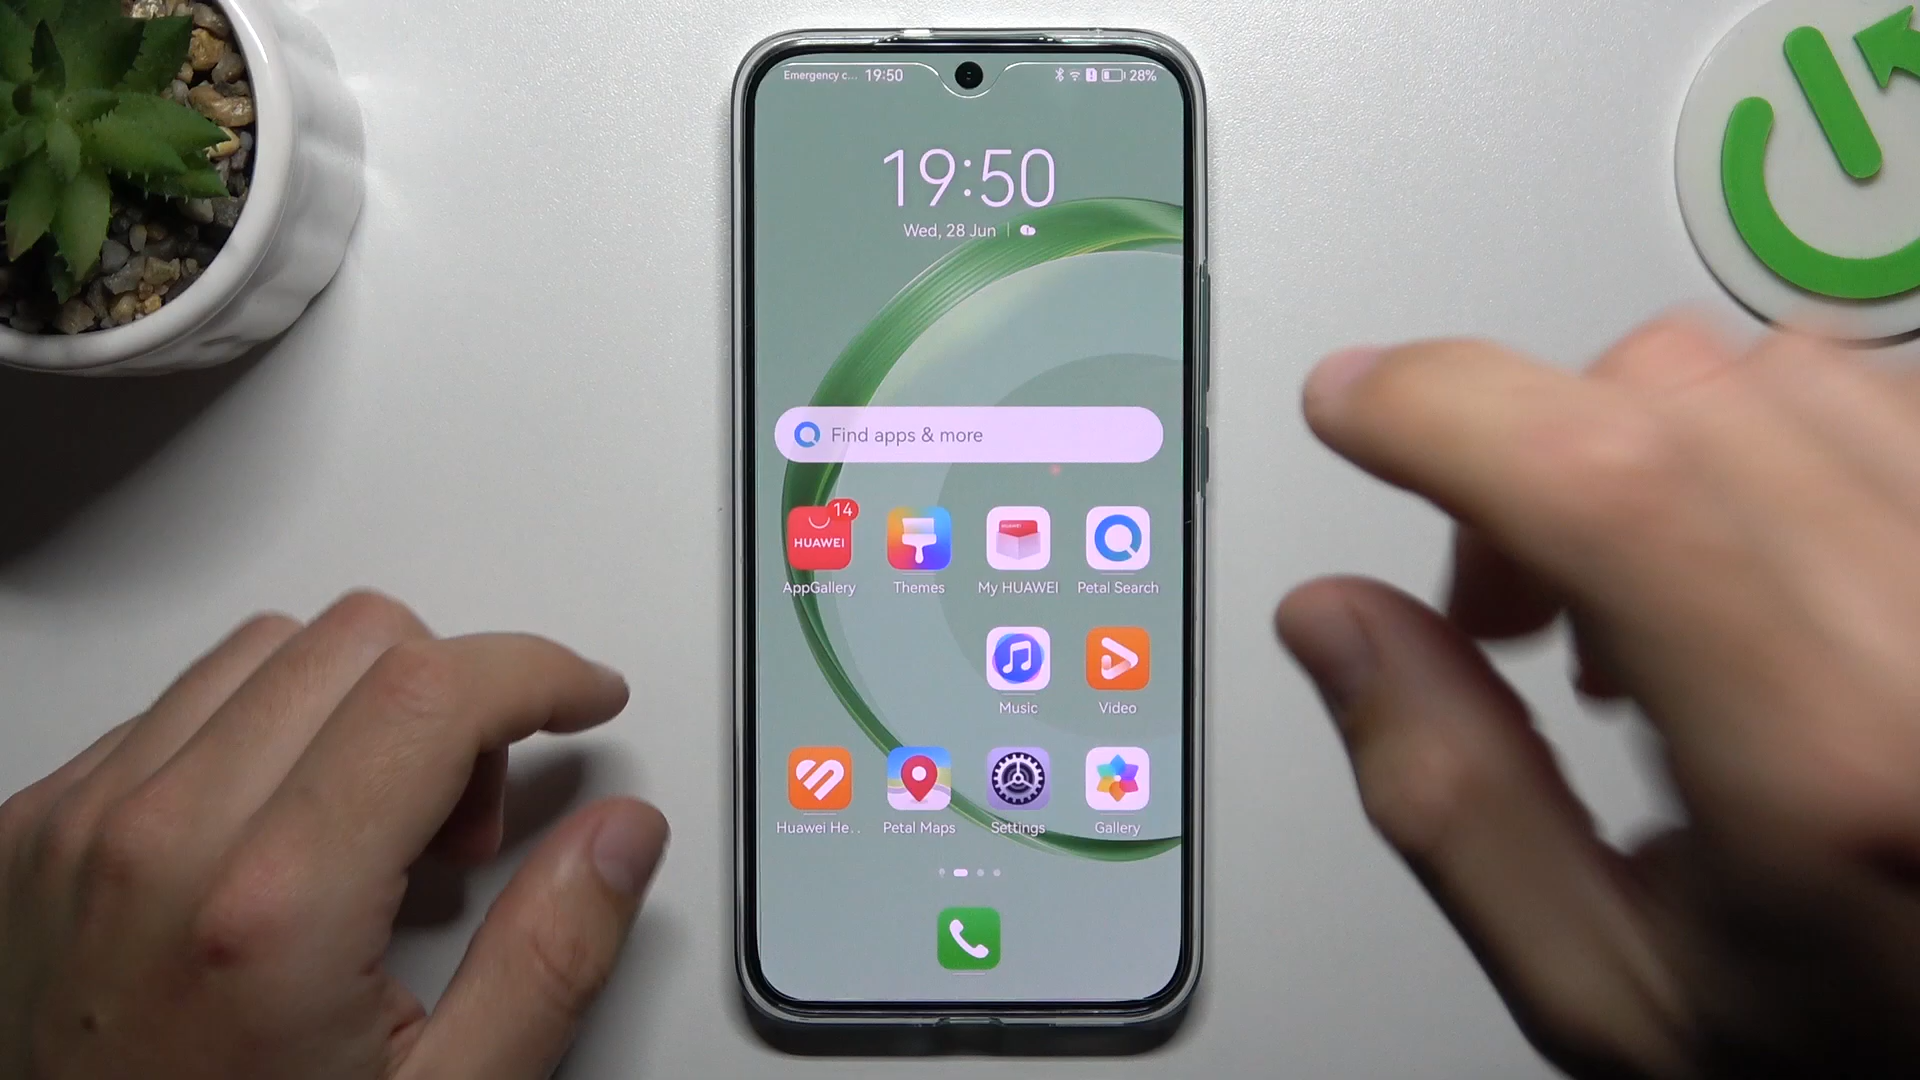 Emergency c... 19:50
28%
19:50
Wed, 28 Jun
Find apps & more
14
HUAWEI
HUAWEI
AppGallery Themes My HUAWEI Petal Search
Music Video
Huawei He.. Petal Maps Settings Gallery